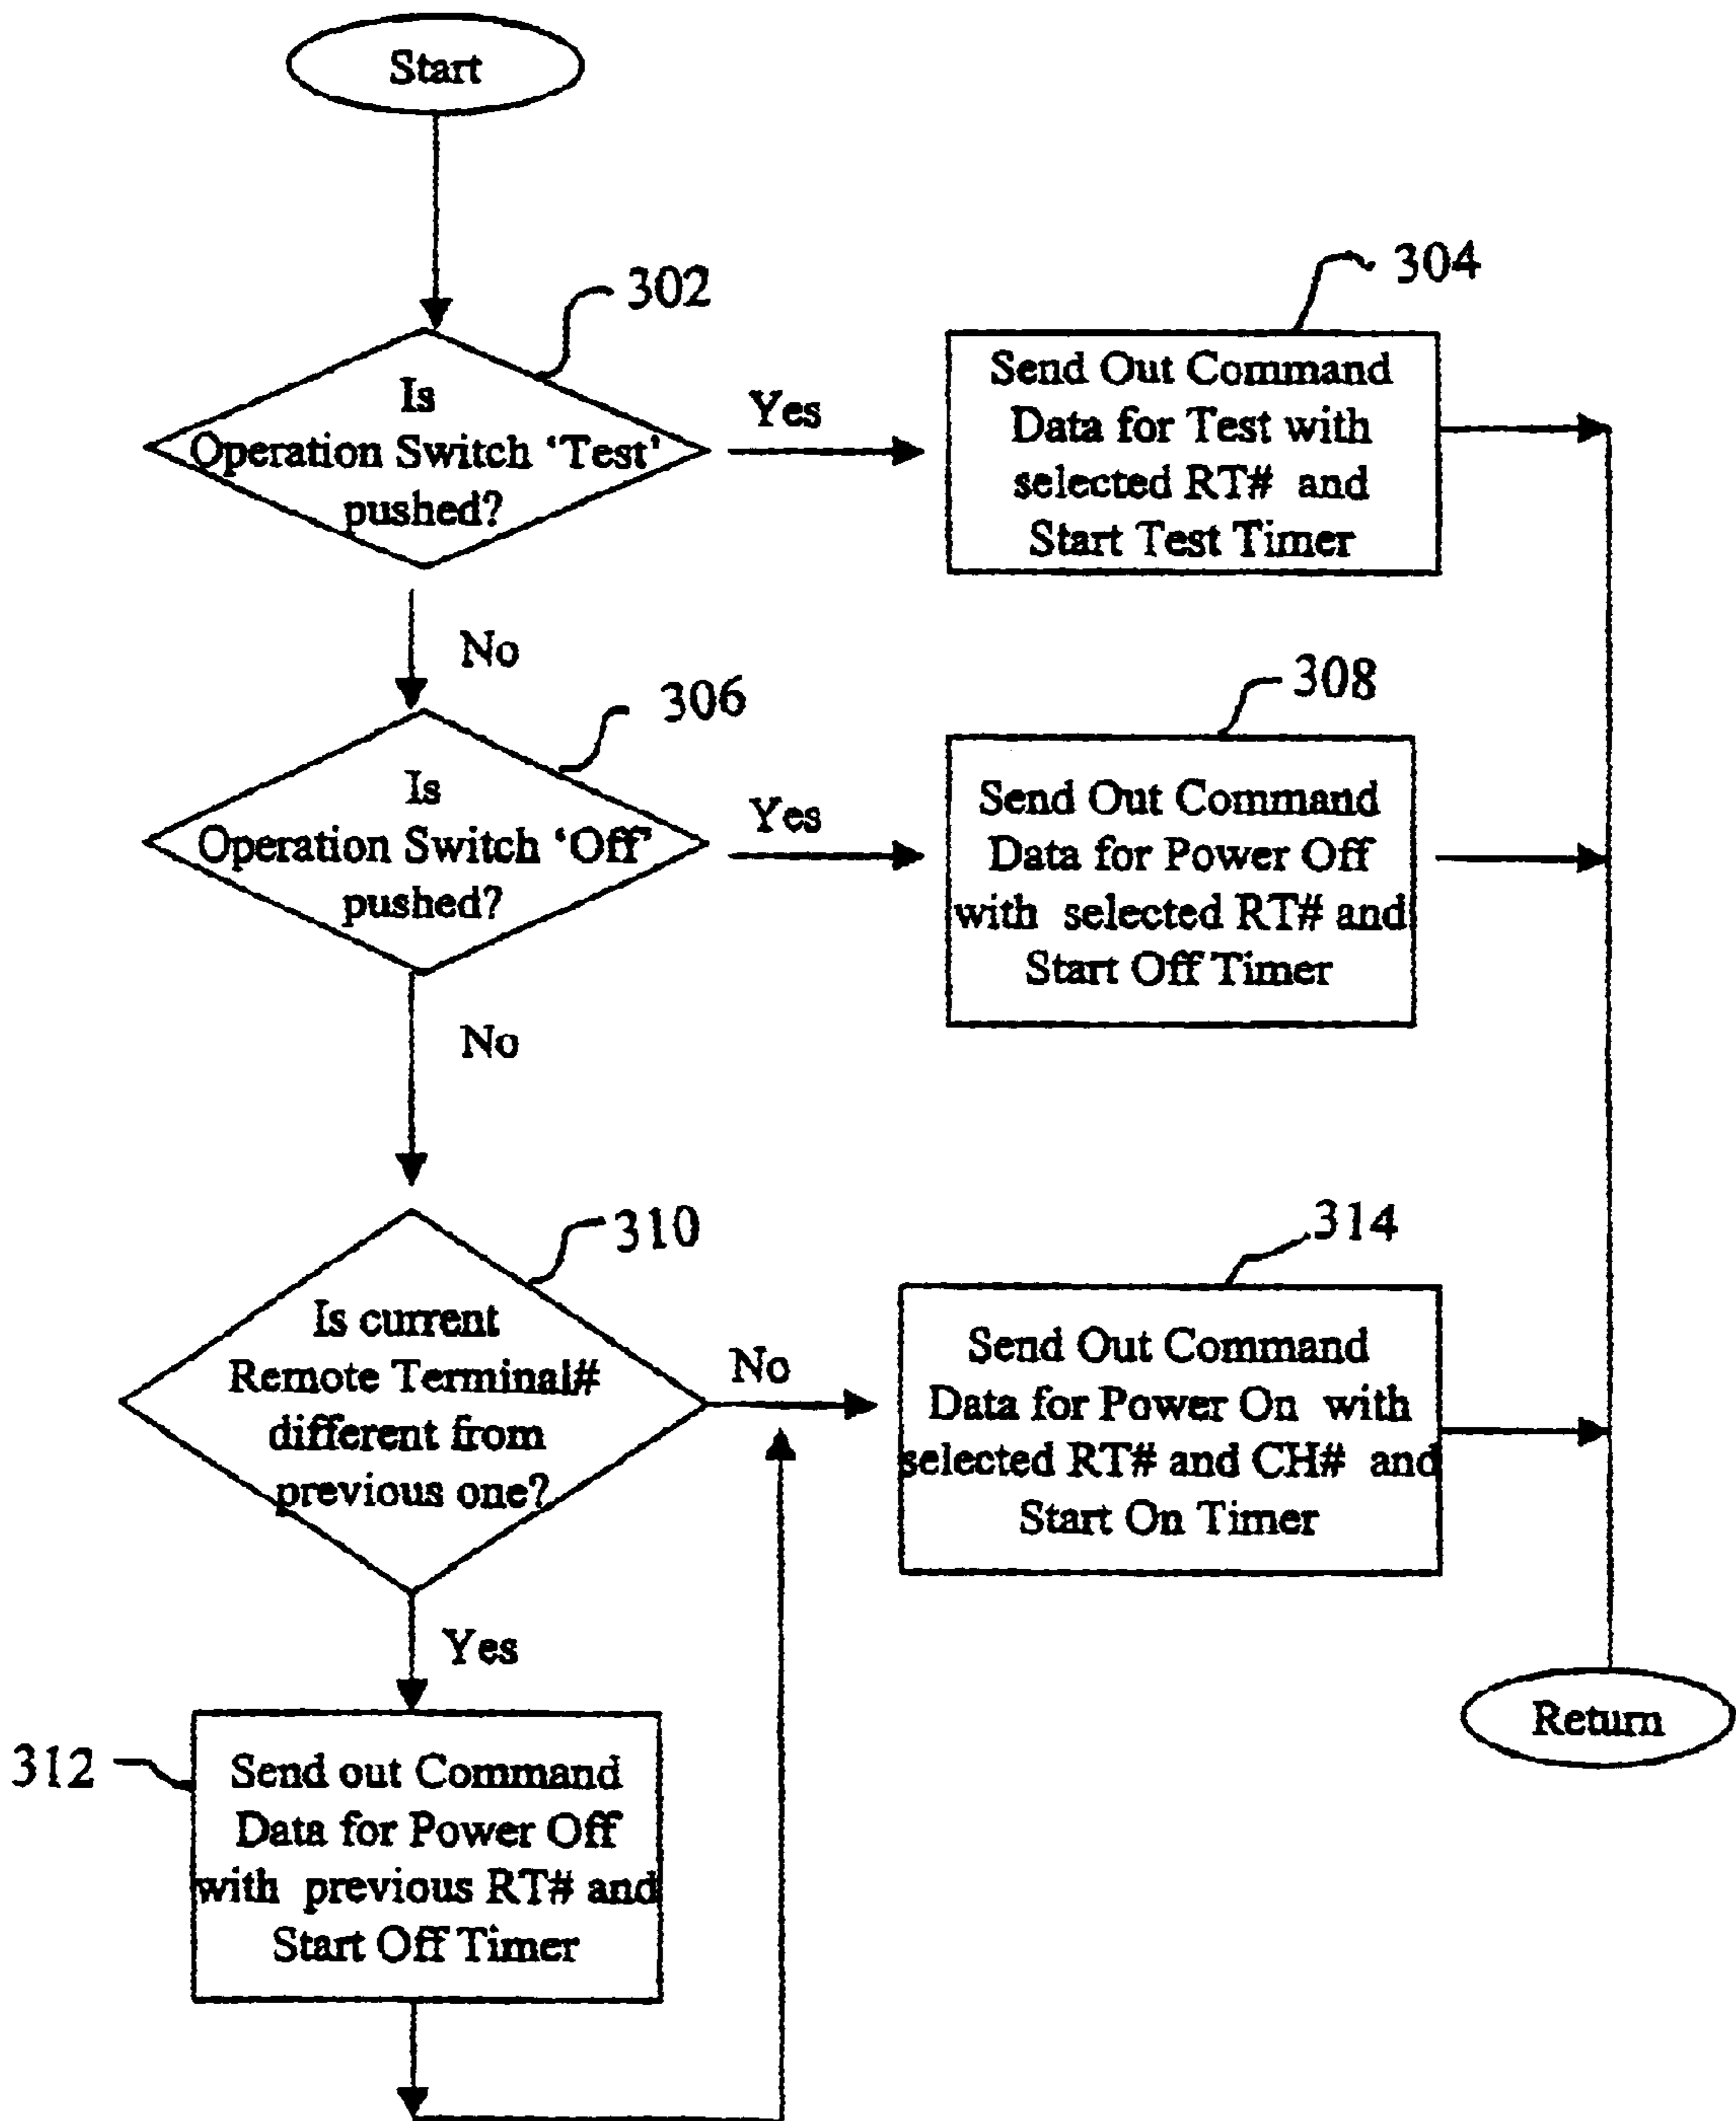 Start
302
Is
Operation Switch ‘Test’
pushed?
Yes
304
Send Out Command
Data for Test with
selected RT# and
Start Test Timer
No
306
Is
Operation Switch ‘Off’
pushed?
Yes
308
Send Out Command
Data for Power Off
with selected RT# and
Start Off Timer
No
310
Is current
Remote Terminal#
different from
previous one?
No
314
Send Out Command
Data for Power On with
selected RT# and CH# and
Start On Timer
Yes
312
Send out Command
Data for Power Off
with previous RT# and
Start Off Timer
Return